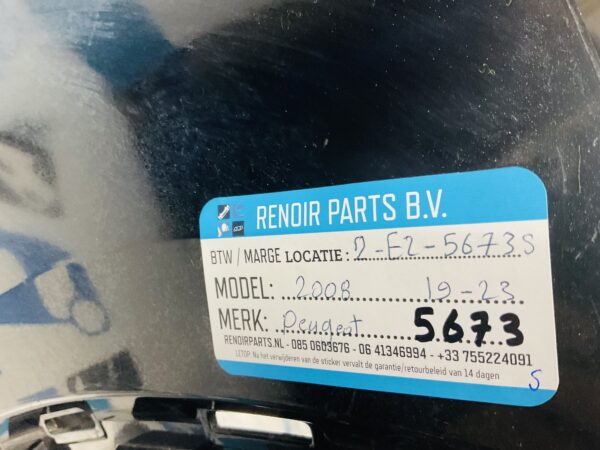 RENOIR PARTS B.V.
BTW / MARGE LOCATIE: 2-E2-5673S
MODEL: 2008 19-23
MERK: Peugeot 5673
RENOIRPARTS.NL - 085 0603676 - 06 41346994 - +33 755224091
LETOP: Na het verwijderen van de sticker vervalt de garantie/retourbeleid van 14 dagen
S